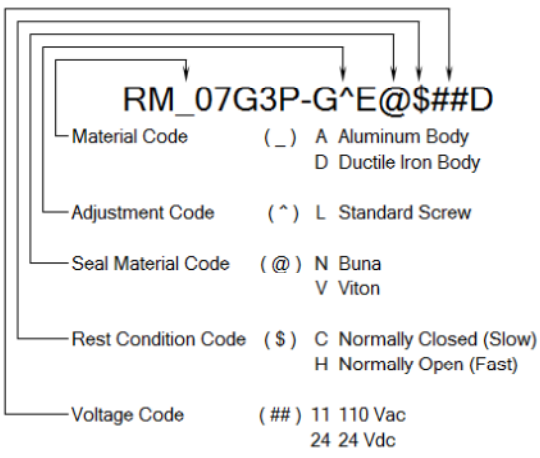 RM_07G3P-G^E@$##D
Material Code (_) A Aluminum Body
D Ductile Iron Body
Adjustment Code (^) L Standard Screw
Seal Material Code (@) N Buna
V Viton
Rest Condition Code ($) C Normally Closed (Slow)
H Normally Open (Fast)
Voltage Code (##) 11 110 Vac
24 24 Vdc